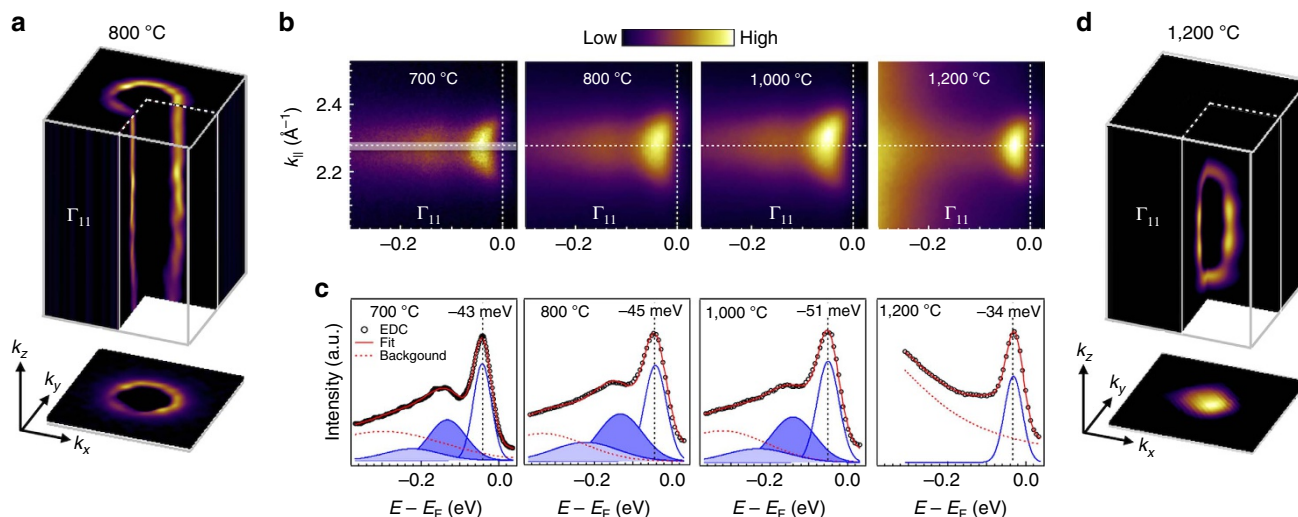 a
800 °C
Γ11
kz
ky
kx
b
Low
High
700 °C
800 °C
1,000 °C
1,200 °C
k|| (Å−1)
2.4
2.2
Γ11
Γ11
Γ11
Γ11
−0.2
0.0
−0.2
0.0
−0.2
0.0
−0.2
0.0
c
700 °C
−43 meV
EDC
Fit
Backgound
800 °C
−45 meV
1,000 °C
−51 meV
1,200 °C
−34 meV
Intensity (a.u.)
−0.2
0.0
−0.2
0.0
−0.2
0.0
−0.2
0.0
E − EF (eV)
E − EF (eV)
E − EF (eV)
E − EF (eV)
d
1,200 °C
Γ11
kz
ky
kx